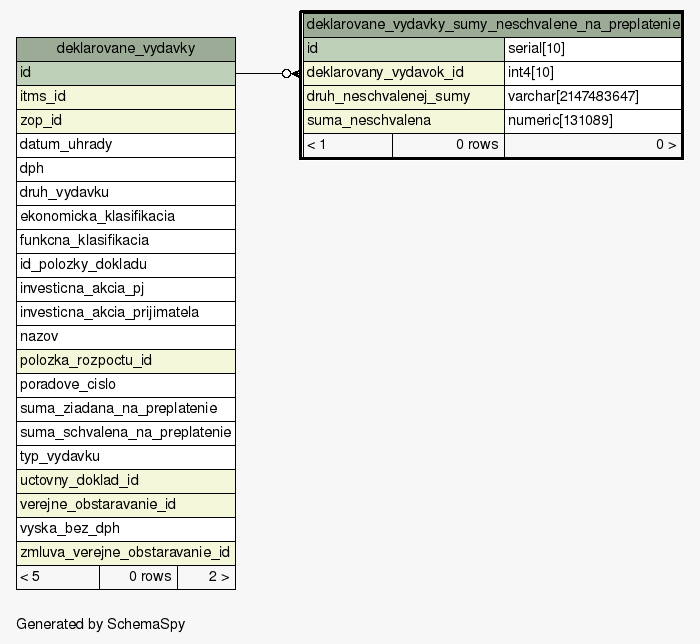 deklarovane_vydavky
id
itms_id
zop_id
datum_uhrady
dph
druh_vydavku
ekonomicka_klasifikacia
funkcna_klasifikacia
id_polozky_dokladu
investicna_akcia_pj
investicna_akcia_prijimatela
nazov
polozka_rozpoctu_id
poradove_cislo
suma_ziadana_na_preplatenie
suma_schvalena_na_preplatenie
typ_vydavku
uctovny_doklad_id
verejne_obstaravanie_id
vyska_bez_dph
zmluva_verejne_obstaravanie_id
< 5 0 rows 2 >
deklarovane_vydavky_sumy_neschvalene_na_preplatenie
id serial[10]
deklarovany_vydavok_id int4[10]
druh_neschvalenej_sumy varchar[2147483647]
suma_neschvalena numeric[131089]
< 1 0 rows 0 >
Generated by SchemaSpy